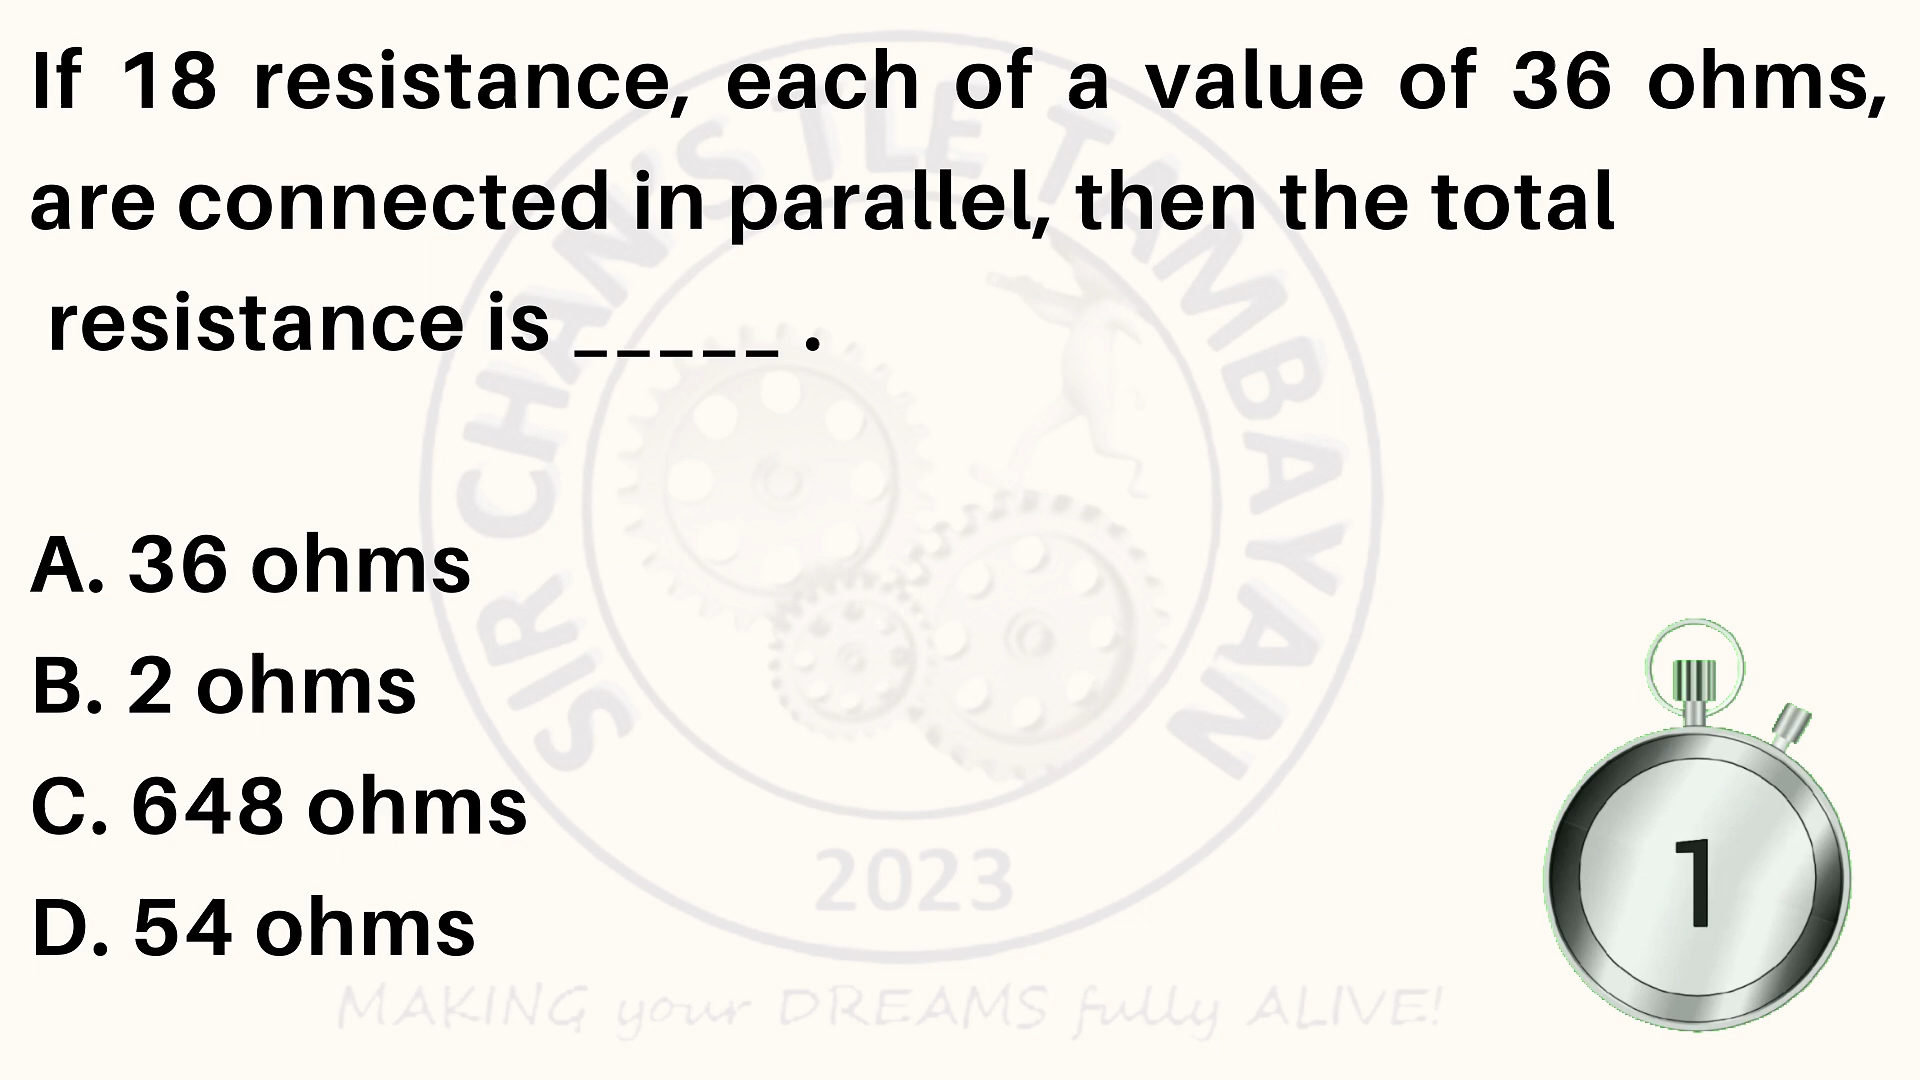 If 18 resistance, each of a value of 36 ohms,
are connected in parallel, then the total
resistance is _____ .
A. 36 ohms
B. 2 ohms
C. 648 ohms
D. 54 ohms
1
SIR CHAN'S TLE TAMBAYAN
2023
MAKING your DREAMS fully ALIVE!